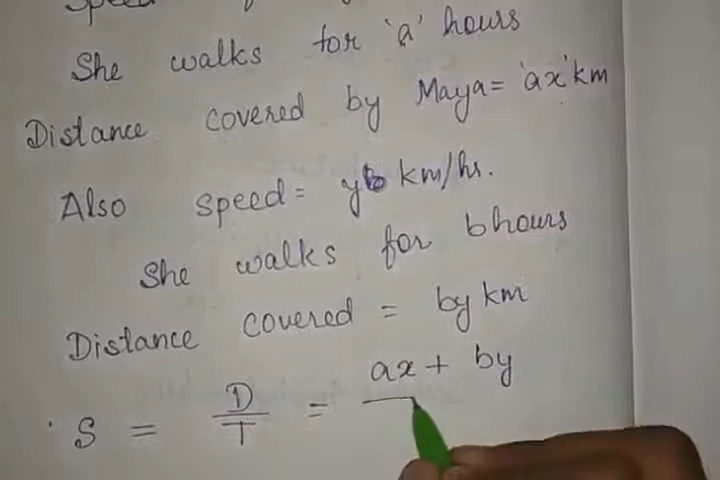 Speed
She walks for 'a' hours
Distance covered by Maya= 'ax' km
Also speed= y km/hr.
She walks for b hours
Distance covered = by km
S = D/T = ax + by